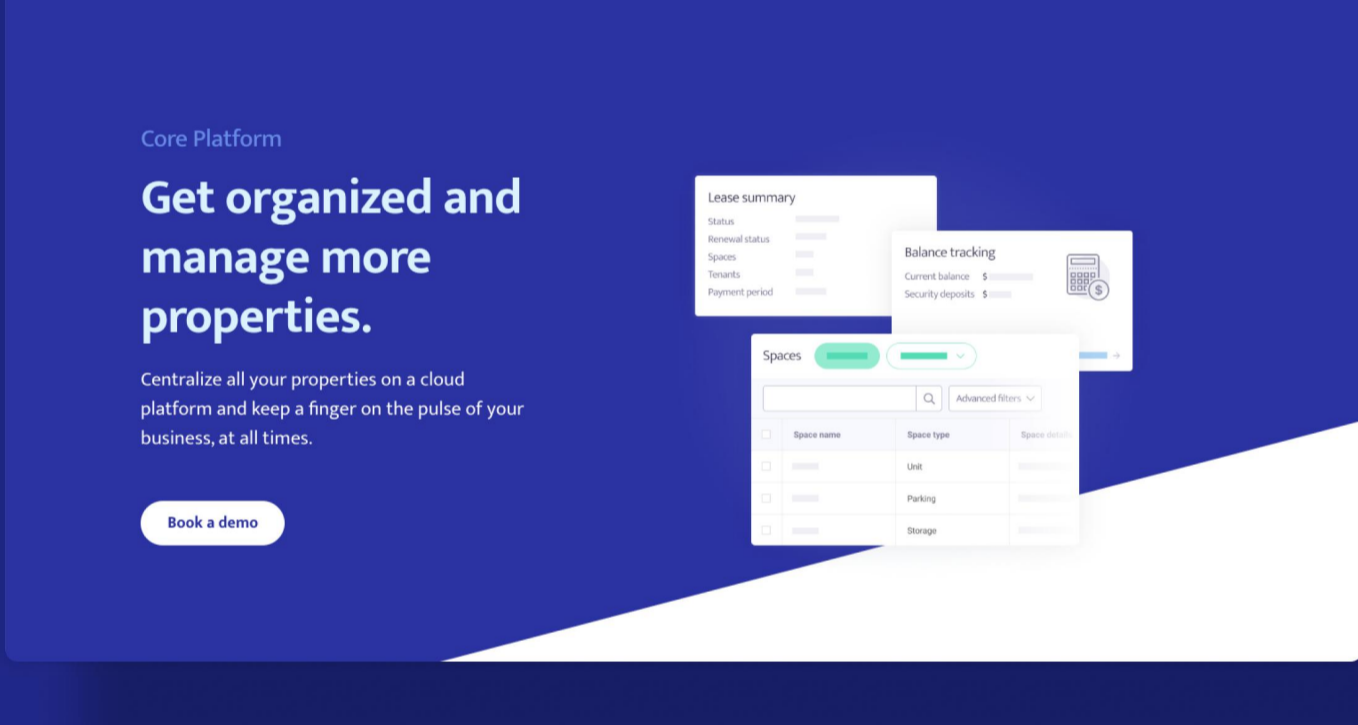 Core Platform
Get organized and
manage more
properties.
Centralize all your properties on a cloud
platform and keep a finger on the pulse of your
business, at all times.
Book a demo
Lease summary
Status
Renewal status
Spaces
Tenants
Payment period
Balance tracking
Current balance $
Security deposits $
Spaces
Advanced filters
Space name Space type Space details
Unit
Parking
Storage